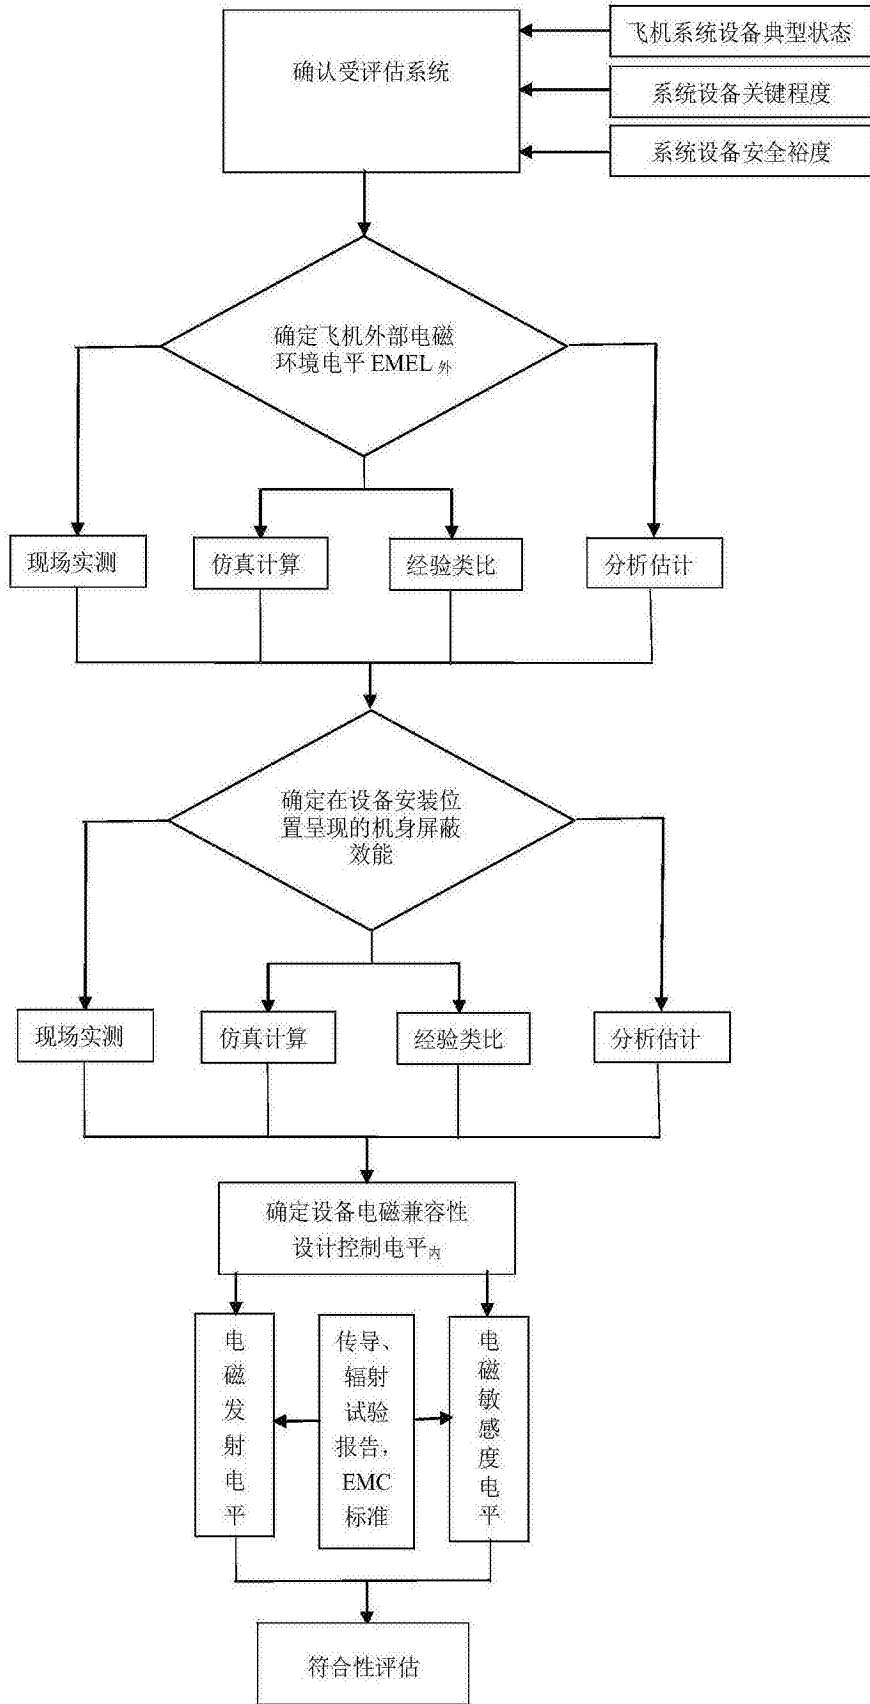 飞机系统设备典型状态
确认受评估系统
系统设备关键程度
系统设备安全裕度
确定飞机外部电磁
环境电平 EMEL 外
现场实测
仿真计算
经验类比
分析估计
确定在设备安装位
置呈现的机身屏蔽
效能
现场实测
仿真计算
经验类比
分析估计
确定设备电磁兼容性
设计控制电平内
电
磁
发
射
电
平
传导、
辐射
试验
报告，
EMC
标准
电
磁
敏
感
度
电
平
符合性评估